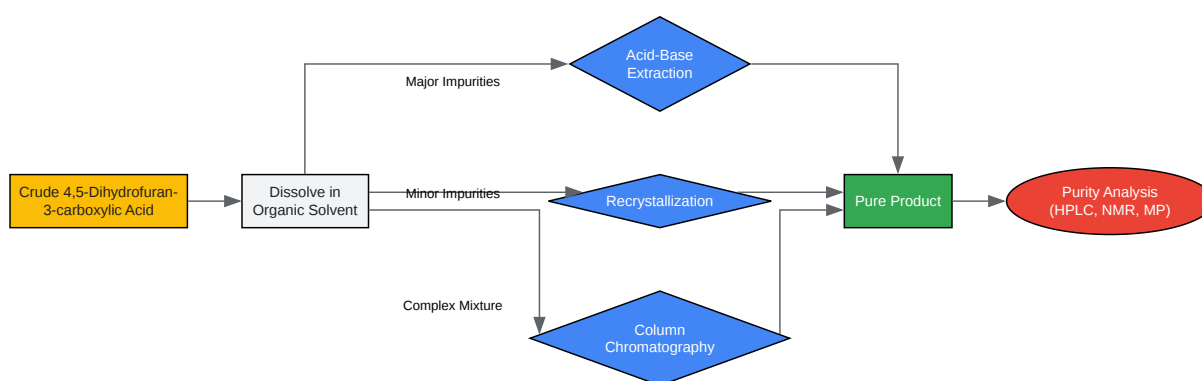 Acid-Base
Extraction
Major Impurities
Crude 4,5-Dihydrofuran-
3-carboxylic Acid
Dissolve in
Organic Solvent
Minor Impurities
Recrystallization
Pure Product
Purity Analysis
(HPLC, NMR, MP)
Complex Mixture
Column
Chromatography